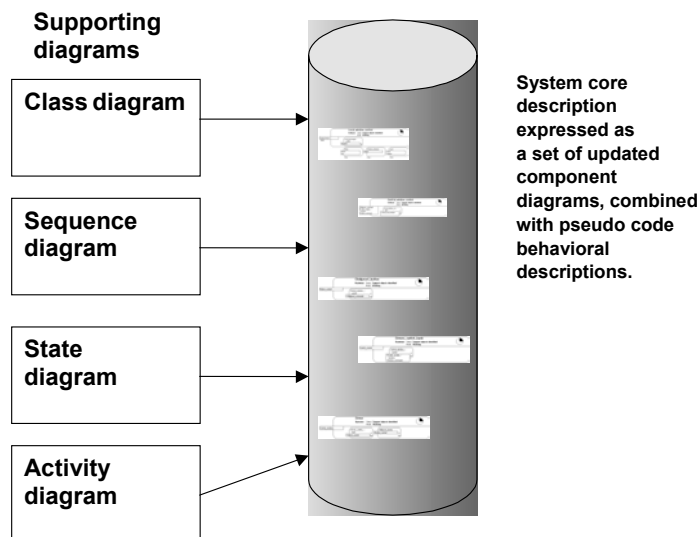 Supporting
diagrams
Class diagram
Sequence
diagram
State
diagram
Activity
diagram
System core
description
expressed as
a set of updated
component
diagrams, combined
with pseudo code
behavioral
descriptions.